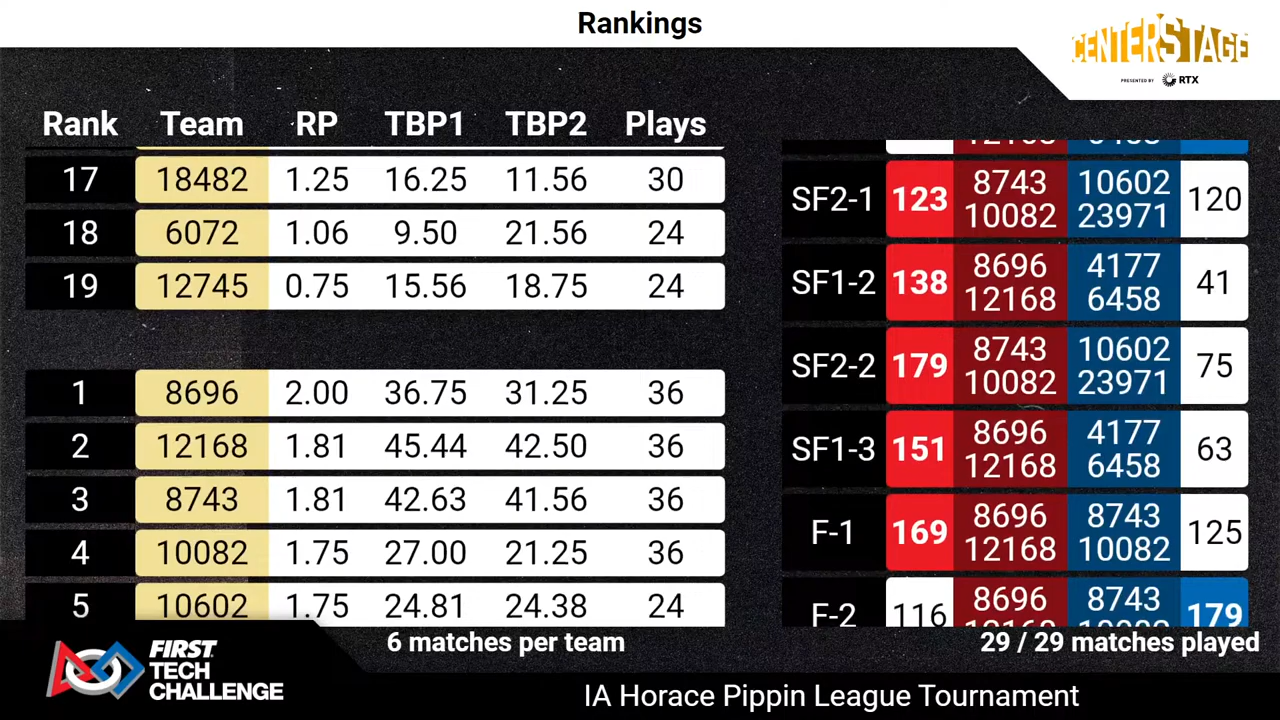 Rankings
CENTERSTAGE
PRESENTED BY RTX
Rank Team RP TBP1 TBP2 Plays
17 18482 1.25 16.25 11.56 30
18 6072 1.06 9.50 21.56 24
19 12745 0.75 15.56 18.75 24
1 8696 2.00 36.75 31.25 36
2 12168 1.81 45.44 42.50 36
3 8743 1.81 42.63 41.56 36
4 10082 1.75 27.00 21.25 36
5 10602 1.75 24.81 24.38 24
SF2-1 123 8743 10602 120
10082 23971
SF1-2 138 8696 4177 41
12168 6458
SF2-2 179 8743 10602 75
10082 23971
SF1-3 151 8696 4177 63
12168 6458
F-1 169 8696 8743 125
12168 10082
F-2 116 8696 8743 179
6 matches per team
29 / 29 matches played
FIRST
TECH
CHALLENGE
IA Horace Pippin League Tournament